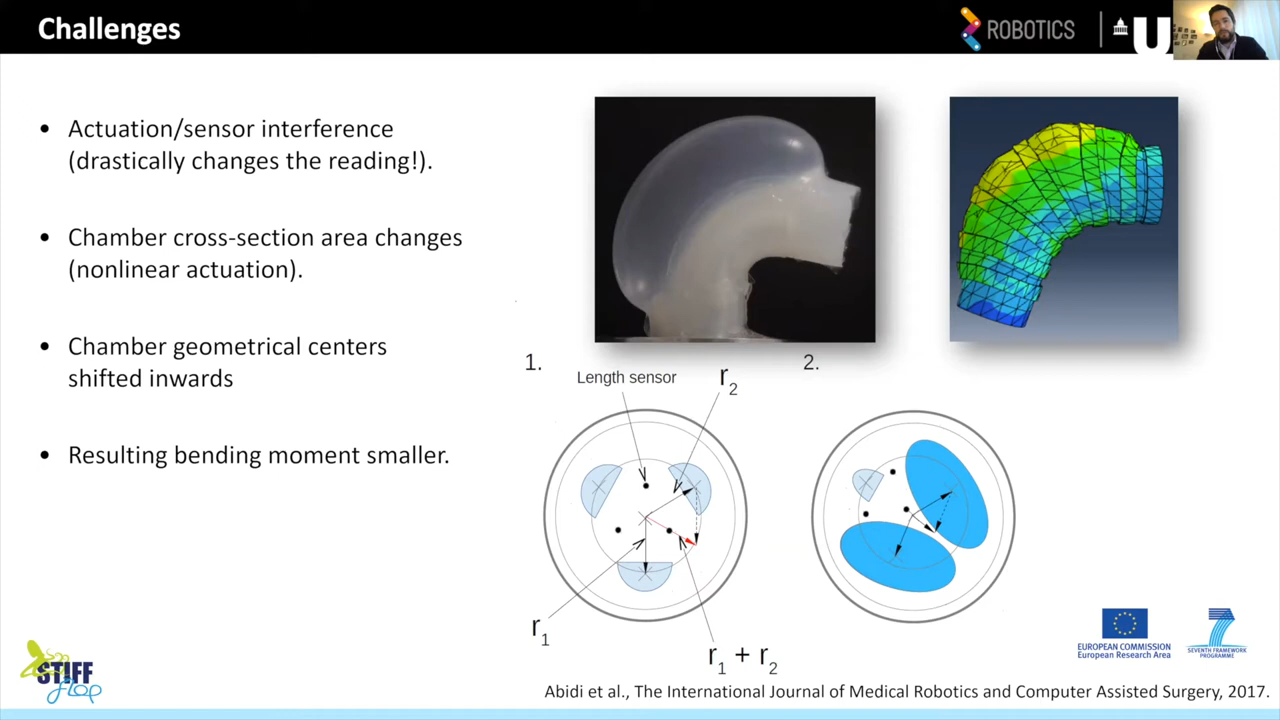 Challenges
ROBOTICS
U
• Actuation/sensor interference
(drastically changes the reading!).
• Chamber cross-section area changes
(nonlinear actuation).
• Chamber geometrical centers
shifted inwards
• Resulting bending moment smaller.
1.
2.
Length sensor
r2
r1
r1 + r2
STIFF
flop
EUROPEAN COMMISSION
European Research Area
7
SEVENTH FRAMEWORK
PROGRAMME
Abidi et al., The International Journal of Medical Robotics and Computer Assisted Surgery, 2017.